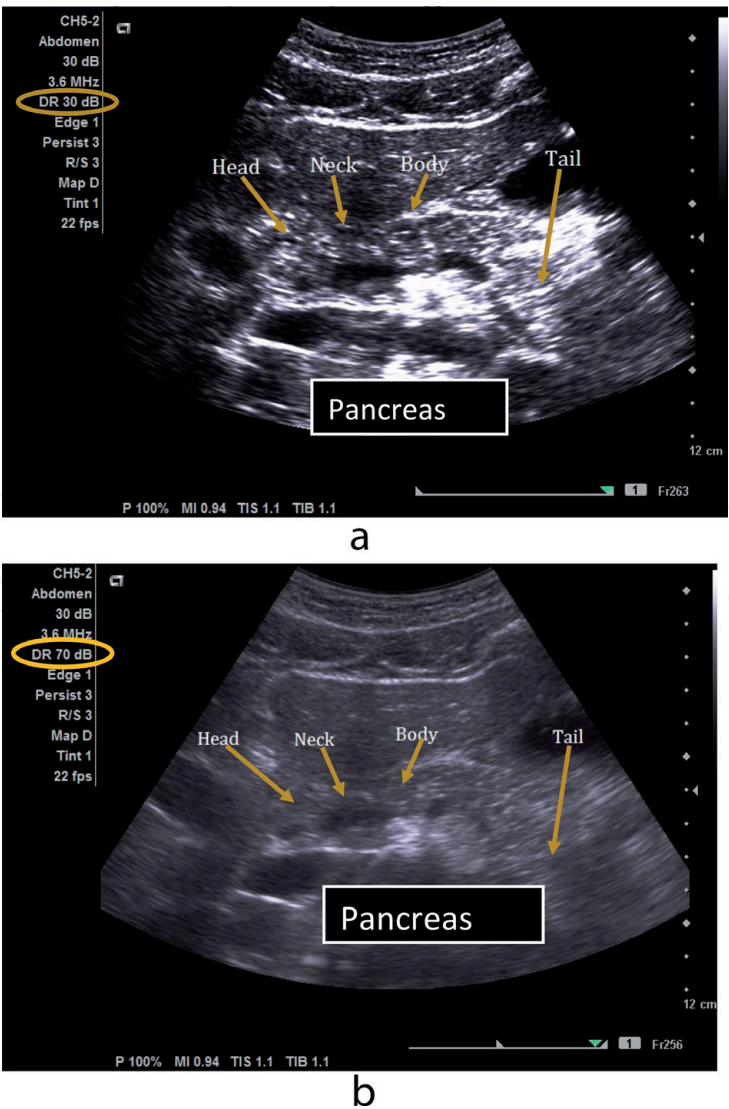 CH5-2
Abdomen
30 dB
3.6 MHz
DR 30 dB
Edge 1
Persist 3
R/S 3
Map D
Tint 1
22 fps
Head
Neck
Body
Tail
Pancreas
12 cm
1 Fr263
P 100% MI 0.94 TIS 1.1 TIB 1.1
a
CH5-2
Abdomen
30 dB
3.6 MHz
DR 70 dB
Edge 1
Persist 3
R/S 3
Map D
Tint 1
22 fps
Head
Neck
Body
Tail
Pancreas
12 cm
1 Fr256
P 100% MI 0.94 TIS 1.1 TIB 1.1
b